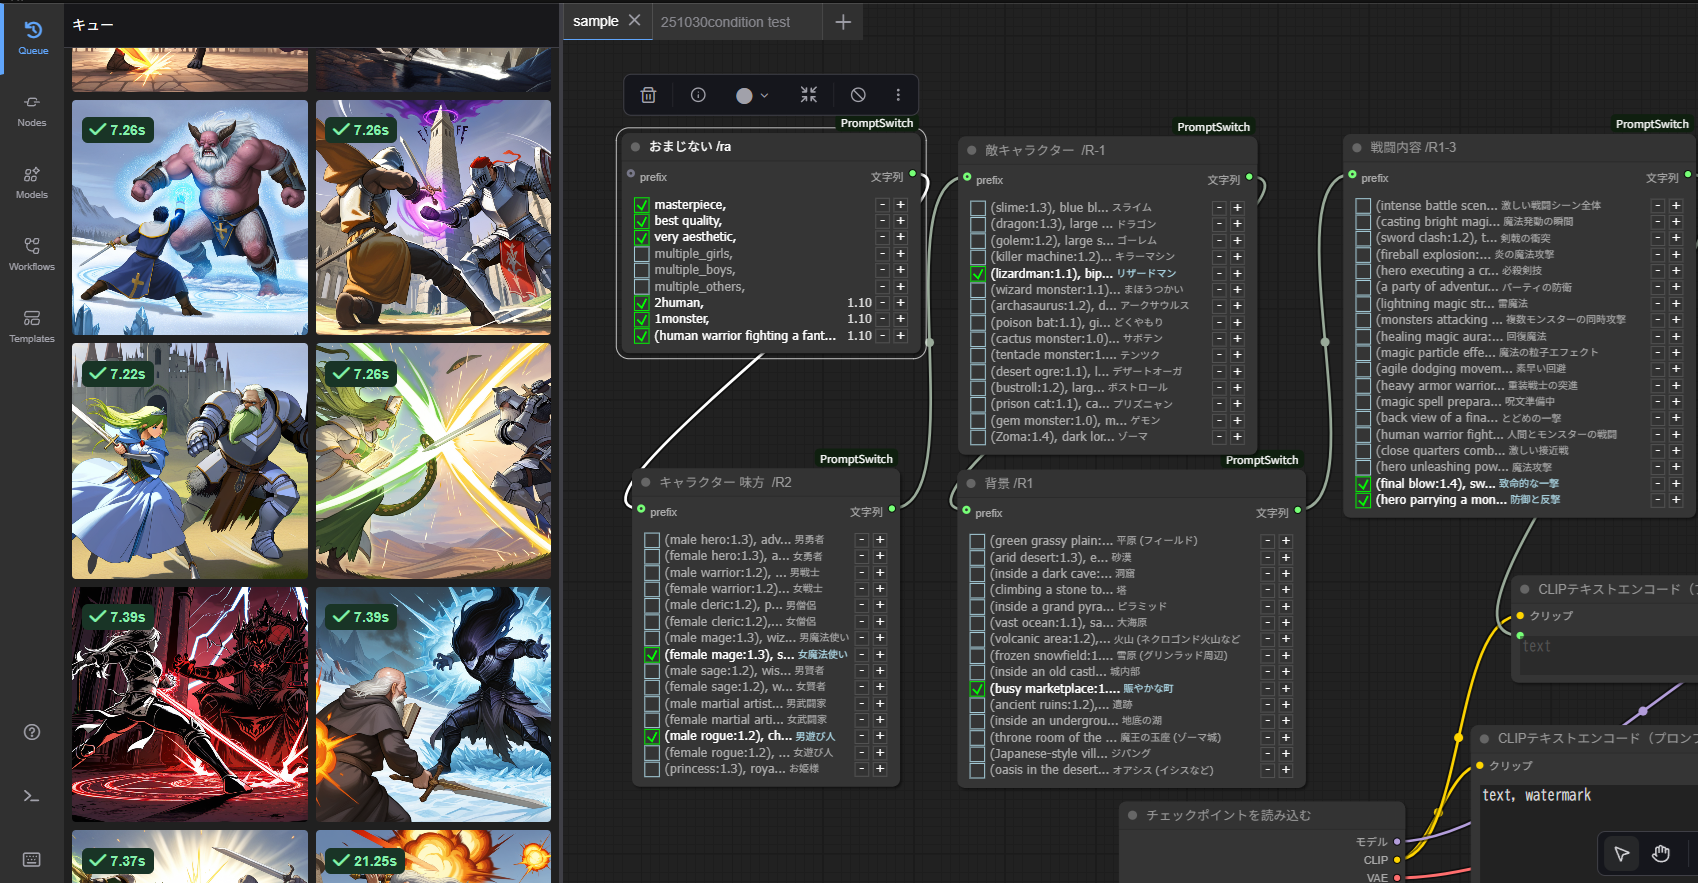 キュー
Queue
Nodes
Models
Workflows
Templates
7.26s
7.26s
7.22s
7.26s
7.39s
7.39s
7.37s
21.25s
sample
251030condition test
PromptSwitch
おまじない /ra
prefix
文字列
masterpiece,
best quality,
very aesthetic,
multiple_girls,
multiple_boys,
multiple_others,
2human, 1.10
1monster, 1.10
(human warrior fighting a fant... 1.10
PromptSwitch
キャラクター 味方 /R2
prefix
文字列
(male hero:1.3), adv... 男勇者
(female hero:1.3), a... 女勇者
(male warrior:1.2), ... 男戦士
(female warrior:1.2), ... 女戦士
(male cleric:1.2), p... 男僧侶
(female cleric:1.2),... 女僧侶
(male mage:1.3), wiz... 男魔法使い
(female mage:1.3), s... 女魔法使い
(male sage:1.2), wis... 男賢者
(female sage:1.2), w... 女賢者
(male martial artist... 男武闘家
(female martial arti... 女武闘家
(male rogue:1.2), ch... 男遊び人
(female rogue:1.2), ... 女遊び人
(princess:1.3), roya... お姫様
PromptSwitch
敵キャラクター /R-1
prefix
文字列
(slime:1.3), blue bl... スライム
(dragon:1.3), large ... ドラゴン
(golem:1.2), large s... ゴーレム
(killer machine:1.2)... キラーマシン
(lizardman:1.1), bip... リザードマン
(wizard monster:1.1)... まほうつかい
(archasaurus:1.2), d... アークサウルス
(poison bat:1.1), gi... どくやもり
(cactus monster:1.0)... サボテン
(tentacle monster:1.... テンツク
(desert ogre:1.1), l... デザートオーガ
(bustroll:1.2), larg... ボストロール
(prison cat:1.1), ca... プリズニャン
(gem monster:1.0), m... ゲモン
(Zoma:1.4), dark lor... ゾーマ
PromptSwitch
背景 /R1
prefix
文字列
(green grassy plain:... 平原 (フィールド)
(arid desert:1.3), e... 砂漠
(inside a dark cave:... 洞窟
(climbing a stone to... 塔
(inside a grand pyra... ピラミッド
(vast ocean:1.1), sa... 大海原
(volcanic area:1.2),... 火山 (ネクロゴンド火山など
(frozen snowfield:1.... 雪原 (グリンラッド周辺)
(inside an old castl... 城内部
(busy marketplace:1.... 賑やかな町
(ancient ruins:1.2),... 遺跡
(inside an undergrou... 地底の湖
(throne room of the ... 魔王の玉座 (ゾーマ城)
(Japanese-style vill... ジパング
(oasis in the desert... オアシス (イシスなど)
PromptSwitch
戦闘内容 /R1-3
prefix
文字列
(intense battle scen... 激しい戦闘シーン全体
(casting bright magi... 魔法発動の瞬間
(sword clash:1.2), t... 剣戟の衝突
(fireball explosion:... 炎の魔法攻撃
(hero executing a cr... 必殺剣技
(a party of adventur... パーティの防衛
(lightning magic str... 雷魔法
(monsters attacking ... 複数モンスターの同時攻撃
(healing magic aura:... 回復魔法
(magic particle effe... 魔法の粒子エフェクト
(agile dodging movem... 素早い回避
(heavy armor warrior... 重装戦士の突進
(magic spell prepara... 呪文準備中
(back view of a fina... とどめの一撃
(human warrior fight... 人間とモンスターの戦闘
(close quarters comb... 激しい接近戦
(hero unleashing pow... 魔法攻撃
(final blow:1.4), sw... 致命的な一撃
(hero parrying a mon... 防御と反撃
CLIPテキストエンコード（プ
クリップ
text
CLIPテキストエンコード（プロンプ
クリップ
text, watermark
チェックポイントを読み込む
モデル
CLIP
VAE